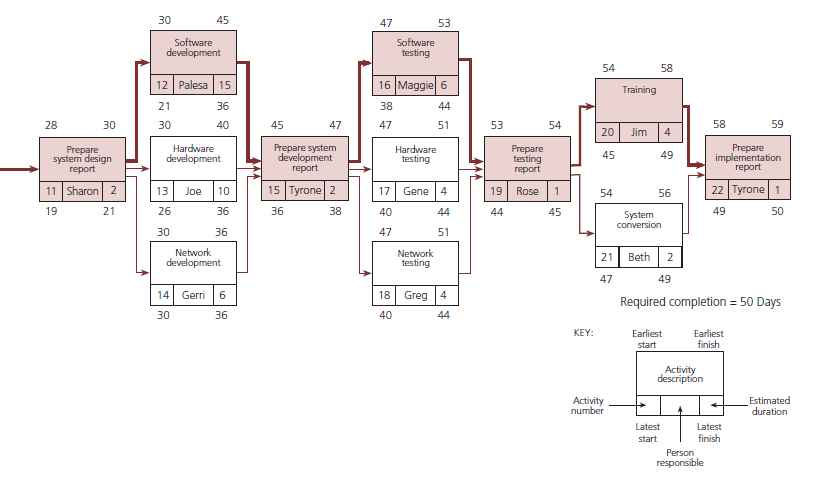 30 45
Software
development
12 Palesa 15
21 36
47 53
Software
testing
16 Maggie 6
38 44
54 58
Training
20 Jim 4
45 49
28 30
Prepare
system design
report
11 Sharon 2
19 21
30 40
Hardware
development
13 Joe 10
26 36
45 47
Prepare system
development
report
15 Tyrone 2
36 38
47 51
Hardware
testing
17 Gene 4
40 44
53 54
Prepare
testing
report
19 Rose 1
44 45
58 59
Prepare
implementation
report
22 Tyrone 1
49 50
30 36
Network
development
14 Gerri 6
30 36
47 51
Network
testing
18 Greg 4
40 44
54 56
System
conversion
21 Beth 2
47 49
Required completion = 50 Days
KEY:
Earliest
start
Earliest
finish
Activity
description
Activity
number
Estimated
duration
Latest
start
Latest
finish
Person
responsible